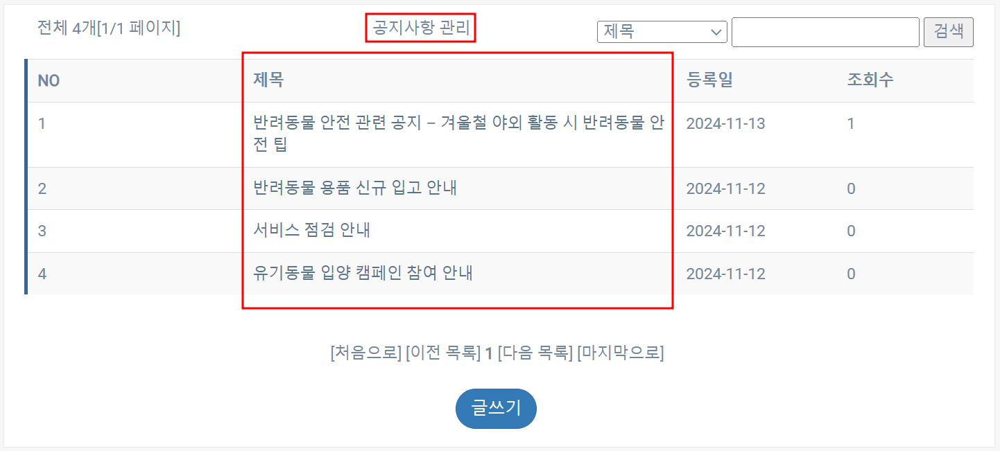 전체 4개[1/1 페이지] 공지사항 관리 제목 검색
NO 제목 등록일 조회수
1 반려동물 안전 관련 공지 – 겨울철 야외 활동 시 반려동물 안 2024-11-13 1
전 팁
2 반려동물 용품 신규 입고 안내 2024-11-12 0
3 서비스 점검 안내 2024-11-12 0
4 유기동물 입양 캠페인 참여 안내 2024-11-12 0
[처음으로] [이전 목록] 1 [다음 목록] [마지막으로]
글쓰기